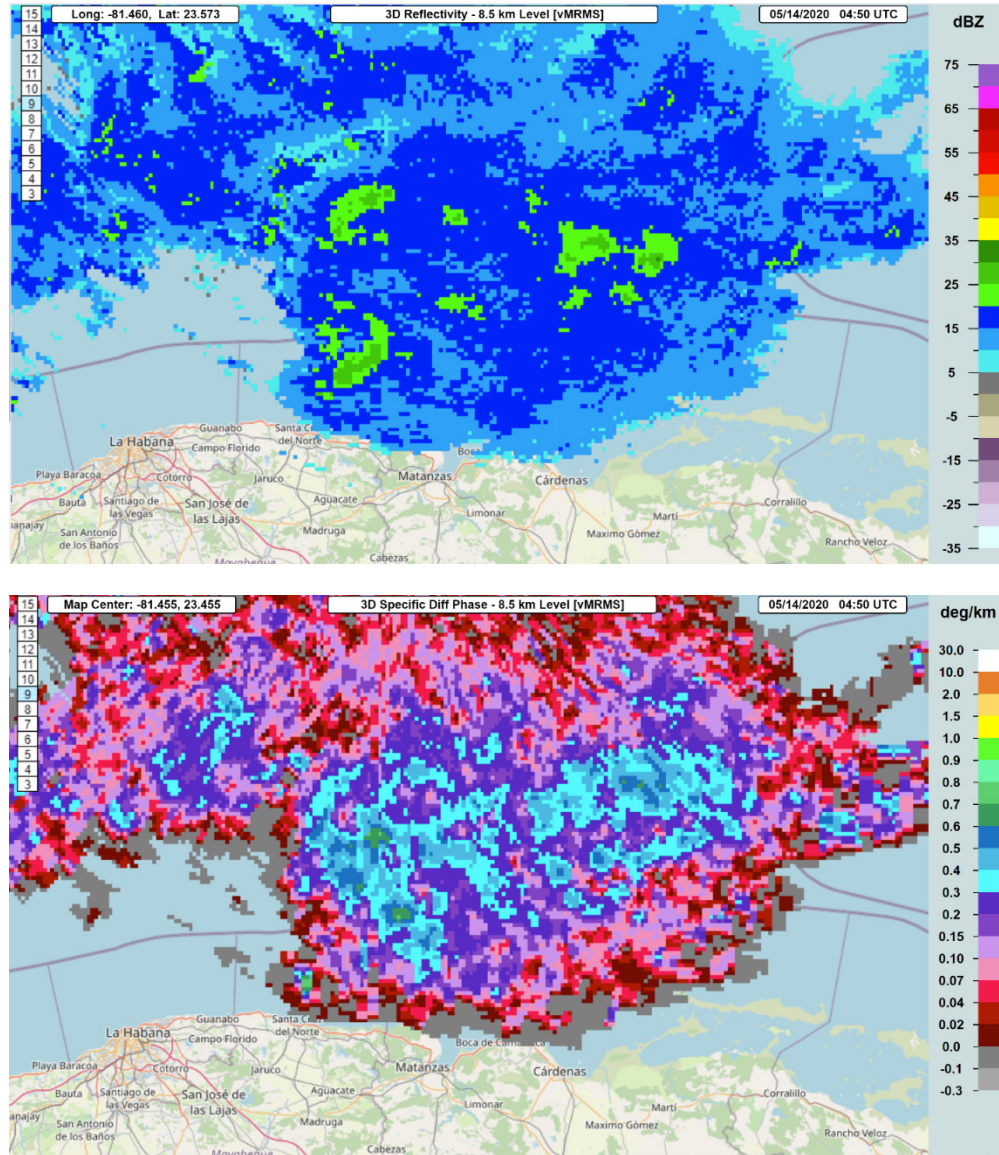 Long: -81.460, Lat: 23.573
3D Reflectivity - 8.5 km Level [vMRMS]
05/14/2020 04:50 UTC
dBZ
15
14
13
12
11
10
9
8
7
6
5
4
3
75
65
55
45
35
25
15
5
-5
-15
-25
-35
La Habana
Guanabo
Campo Florido
Santa Cruz
del Norte
Playa Baracoa
Cotorro
Jaruco
Matanzas
Cárdenas
Bauta
Santiago de
las Vegas
San José de
las Lajas
Aguacate
Limonar
Martí
Corralillo
San Antonio
de los Baños
Madruga
Maximo Gómez
Rancho Veloz
Cabezas
Map Center: -81.455, 23.455
3D Specific Diff Phase - 8.5 km Level [vMRMS]
05/14/2020 04:50 UTC
deg/km
15
14
13
12
11
10
9
8
7
6
5
4
3
30.0
10.0
2.0
1.5
1.0
0.9
0.8
0.7
0.6
0.5
0.4
0.3
0.2
0.15
0.10
0.07
0.04
0.02
0.0
-0.1
-0.3
La Habana
Guanabo
Campo Florido
del Norte
Boca de
Playa Baracoa
Cotorro
Jaruco
Matanzas
Cárdenas
Bauta
Santiago de
las Vegas
San José de
las Lajas
Aguacate
Limonar
Martí
Corralillo
San Antonio
de los Baños
Madruga
Maximo Gómez
Rancho Veloz
Cabezas